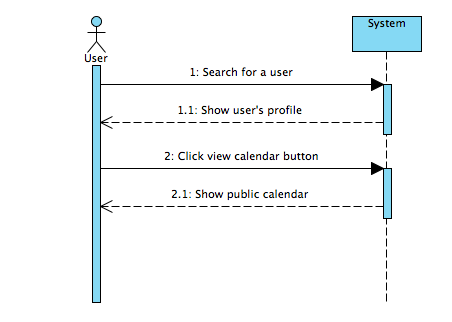 User
System
1: Search for a user
1.1: Show user's profile
2: Click view calendar button
2.1: Show public calendar